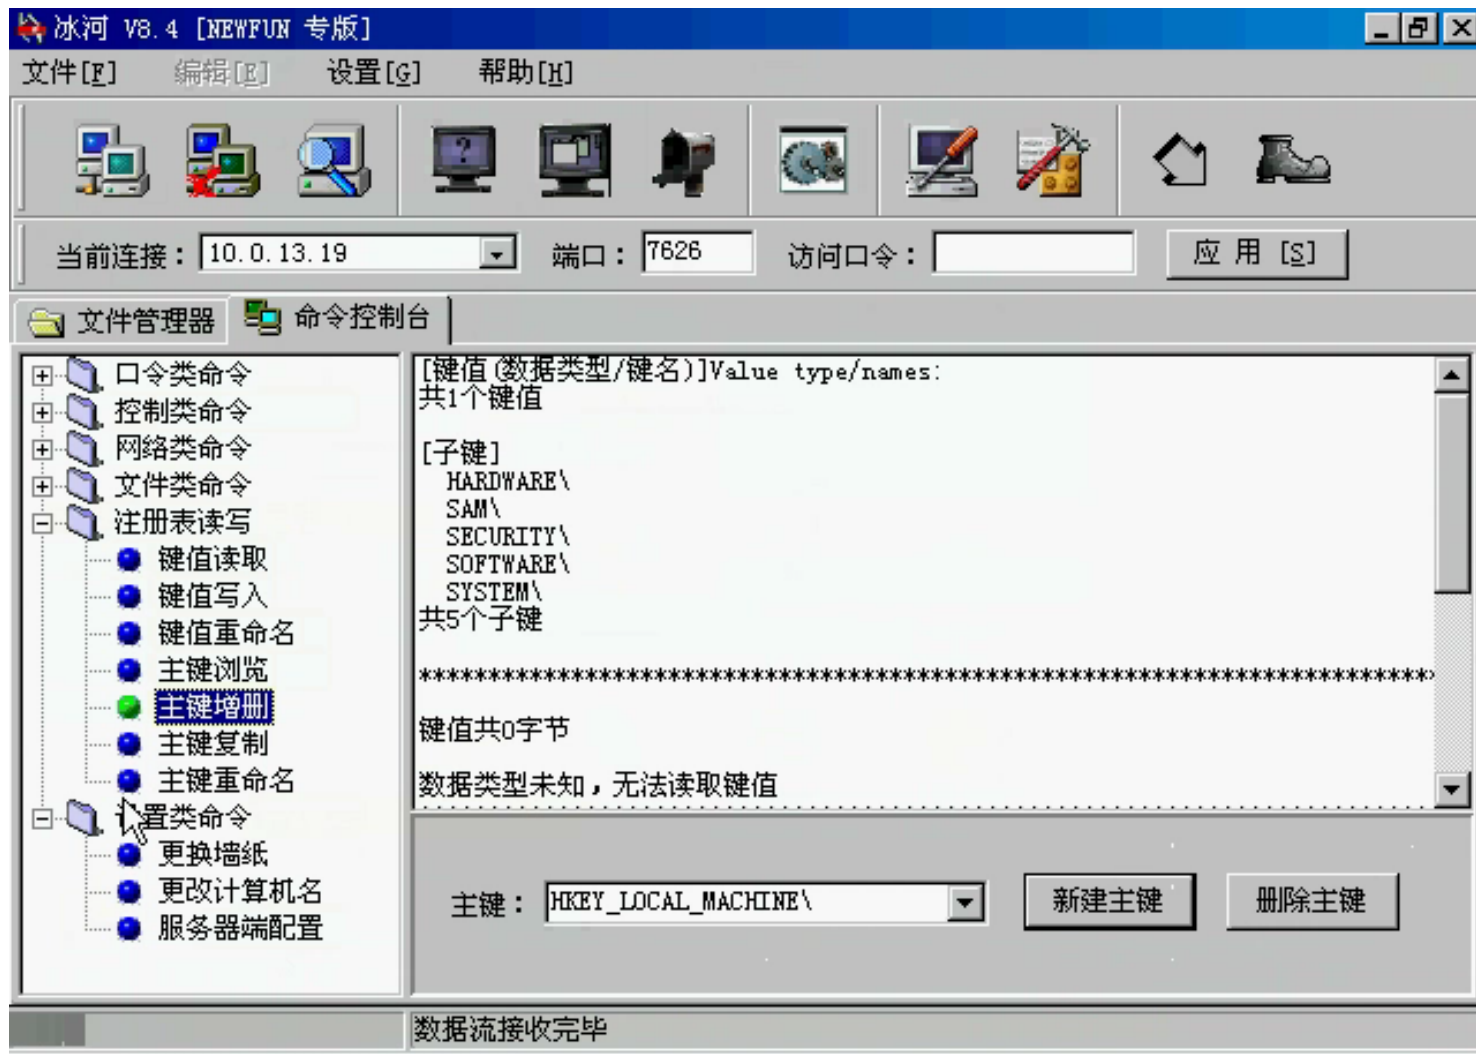 冰河 V8.4 [NEWFUN 专版]
文件[F] 编辑[E] 设置[G] 帮助[H]
?
当前连接： 10.0.13.19 端口： 7626 访问口令： 应 用 [S]
文件管理器 命令控制台
口令类命令
控制类命令
网络类命令
文件类命令
注册表读写
键值读取
键值写入
键值重命名
主键浏览
主键增删
主键复制
主键重命名
置类命令
更换墙纸
更改计算机名
服务器端配置
[键值(数据类型/键名)]Value type/names:
共1个键值
[子键]
HARDWARE\
SAM\
SECURITY\
SOFTWARE\
SYSTEM\
共5个子键
**************************************************************************
键值共0字节
数据类型未知，无法读取键值
主键： HKEY_LOCAL_MACHINE\ 新建主键 删除主键
数据流接收完毕